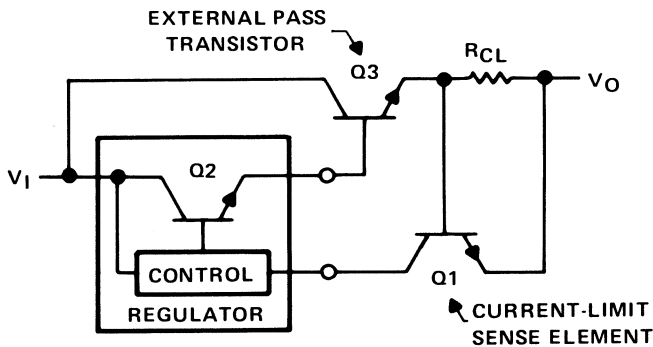 EXTERNAL PASS
TRANSISTOR
Q3
RCL
VO
VI
Q2
CONTROL
REGULATOR
Q1
CURRENT-LIMIT
SENSE ELEMENT